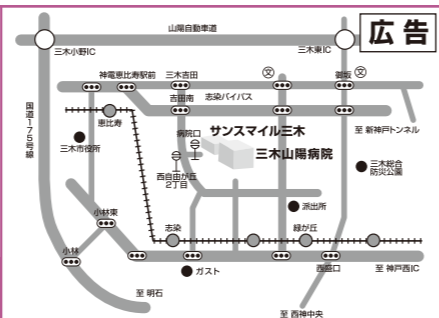 広告
山陽自動車道
三木小野IC
三木東IC
神電恵比寿駅前
三木吉田
文
御坂
文
吉田南
志染バイパス
国道175号線
恵比寿
病院口
サンスマイル三木
三木山陽病院
至 新神戸トンネル
三木市役所
西自由が丘
2丁目
三木総合
防災公園
小林東
派出所
志染
緑が丘
小林
ガスト
西盛口
至 神戸西IC
至 明石
至 西神中央